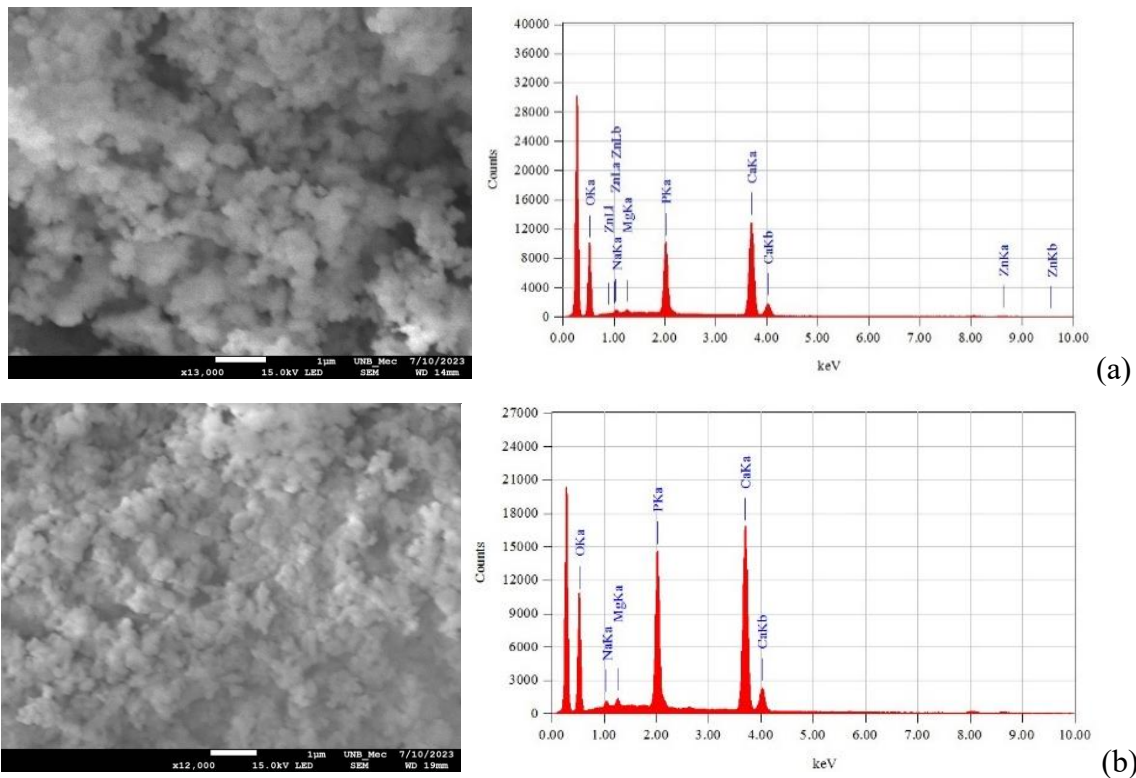 1µm UNB_Mec 7/10/2023
x13,000 15.0kV LED SEM WD 14mm
Counts
40000
36000
32000
28000
24000
20000
16000
12000
8000
4000
0
OKa
ZnLl
NaKa
ZnLa ZnLb
MgKa
PKa
CaKa
CaKb
ZnKa
ZnKb
0.00 1.00 2.00 3.00 4.00 5.00 6.00 7.00 8.00 9.00 10.00
keV
(a)
1µm UNB_Mec 7/10/2023
x12,000 15.0kV LED SEM WD 19mm
Counts
27000
24000
21000
18000
15000
12000
9000
6000
3000
0
OKa
NaKa
MgKa
PKa
CaKa
CaKb
0.00 1.00 2.00 3.00 4.00 5.00 6.00 7.00 8.00 9.00 10.00
keV
(b)